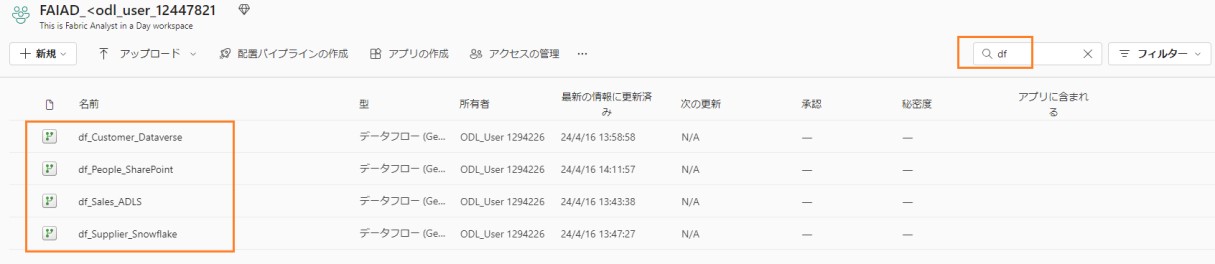 FAIAD_<odl_user_12447821
This is Fabric Analyst in a Day workspace
新規 アップロード 配置パイプラインの作成 アプリの作成 アクセスの管理 ... df フィルター
名前 型 所有者 最新の情報に更新済み 次の更新 承認 秘密度 アプリに含まれる
df_Customer_Dataverse データフロー (Ge... ODL_User 1294226 24/4/16 13:58:58 N/A — —
df_People_SharePoint データフロー (Ge... ODL_User 1294226 24/4/16 14:11:57 N/A — —
df_Sales_ADLS データフロー (Ge... ODL_User 1294226 24/4/16 13:43:38 N/A — —
df_Supplier_Snowflake データフロー (Ge... ODL_User 1294226 24/4/16 13:47:27 N/A — —